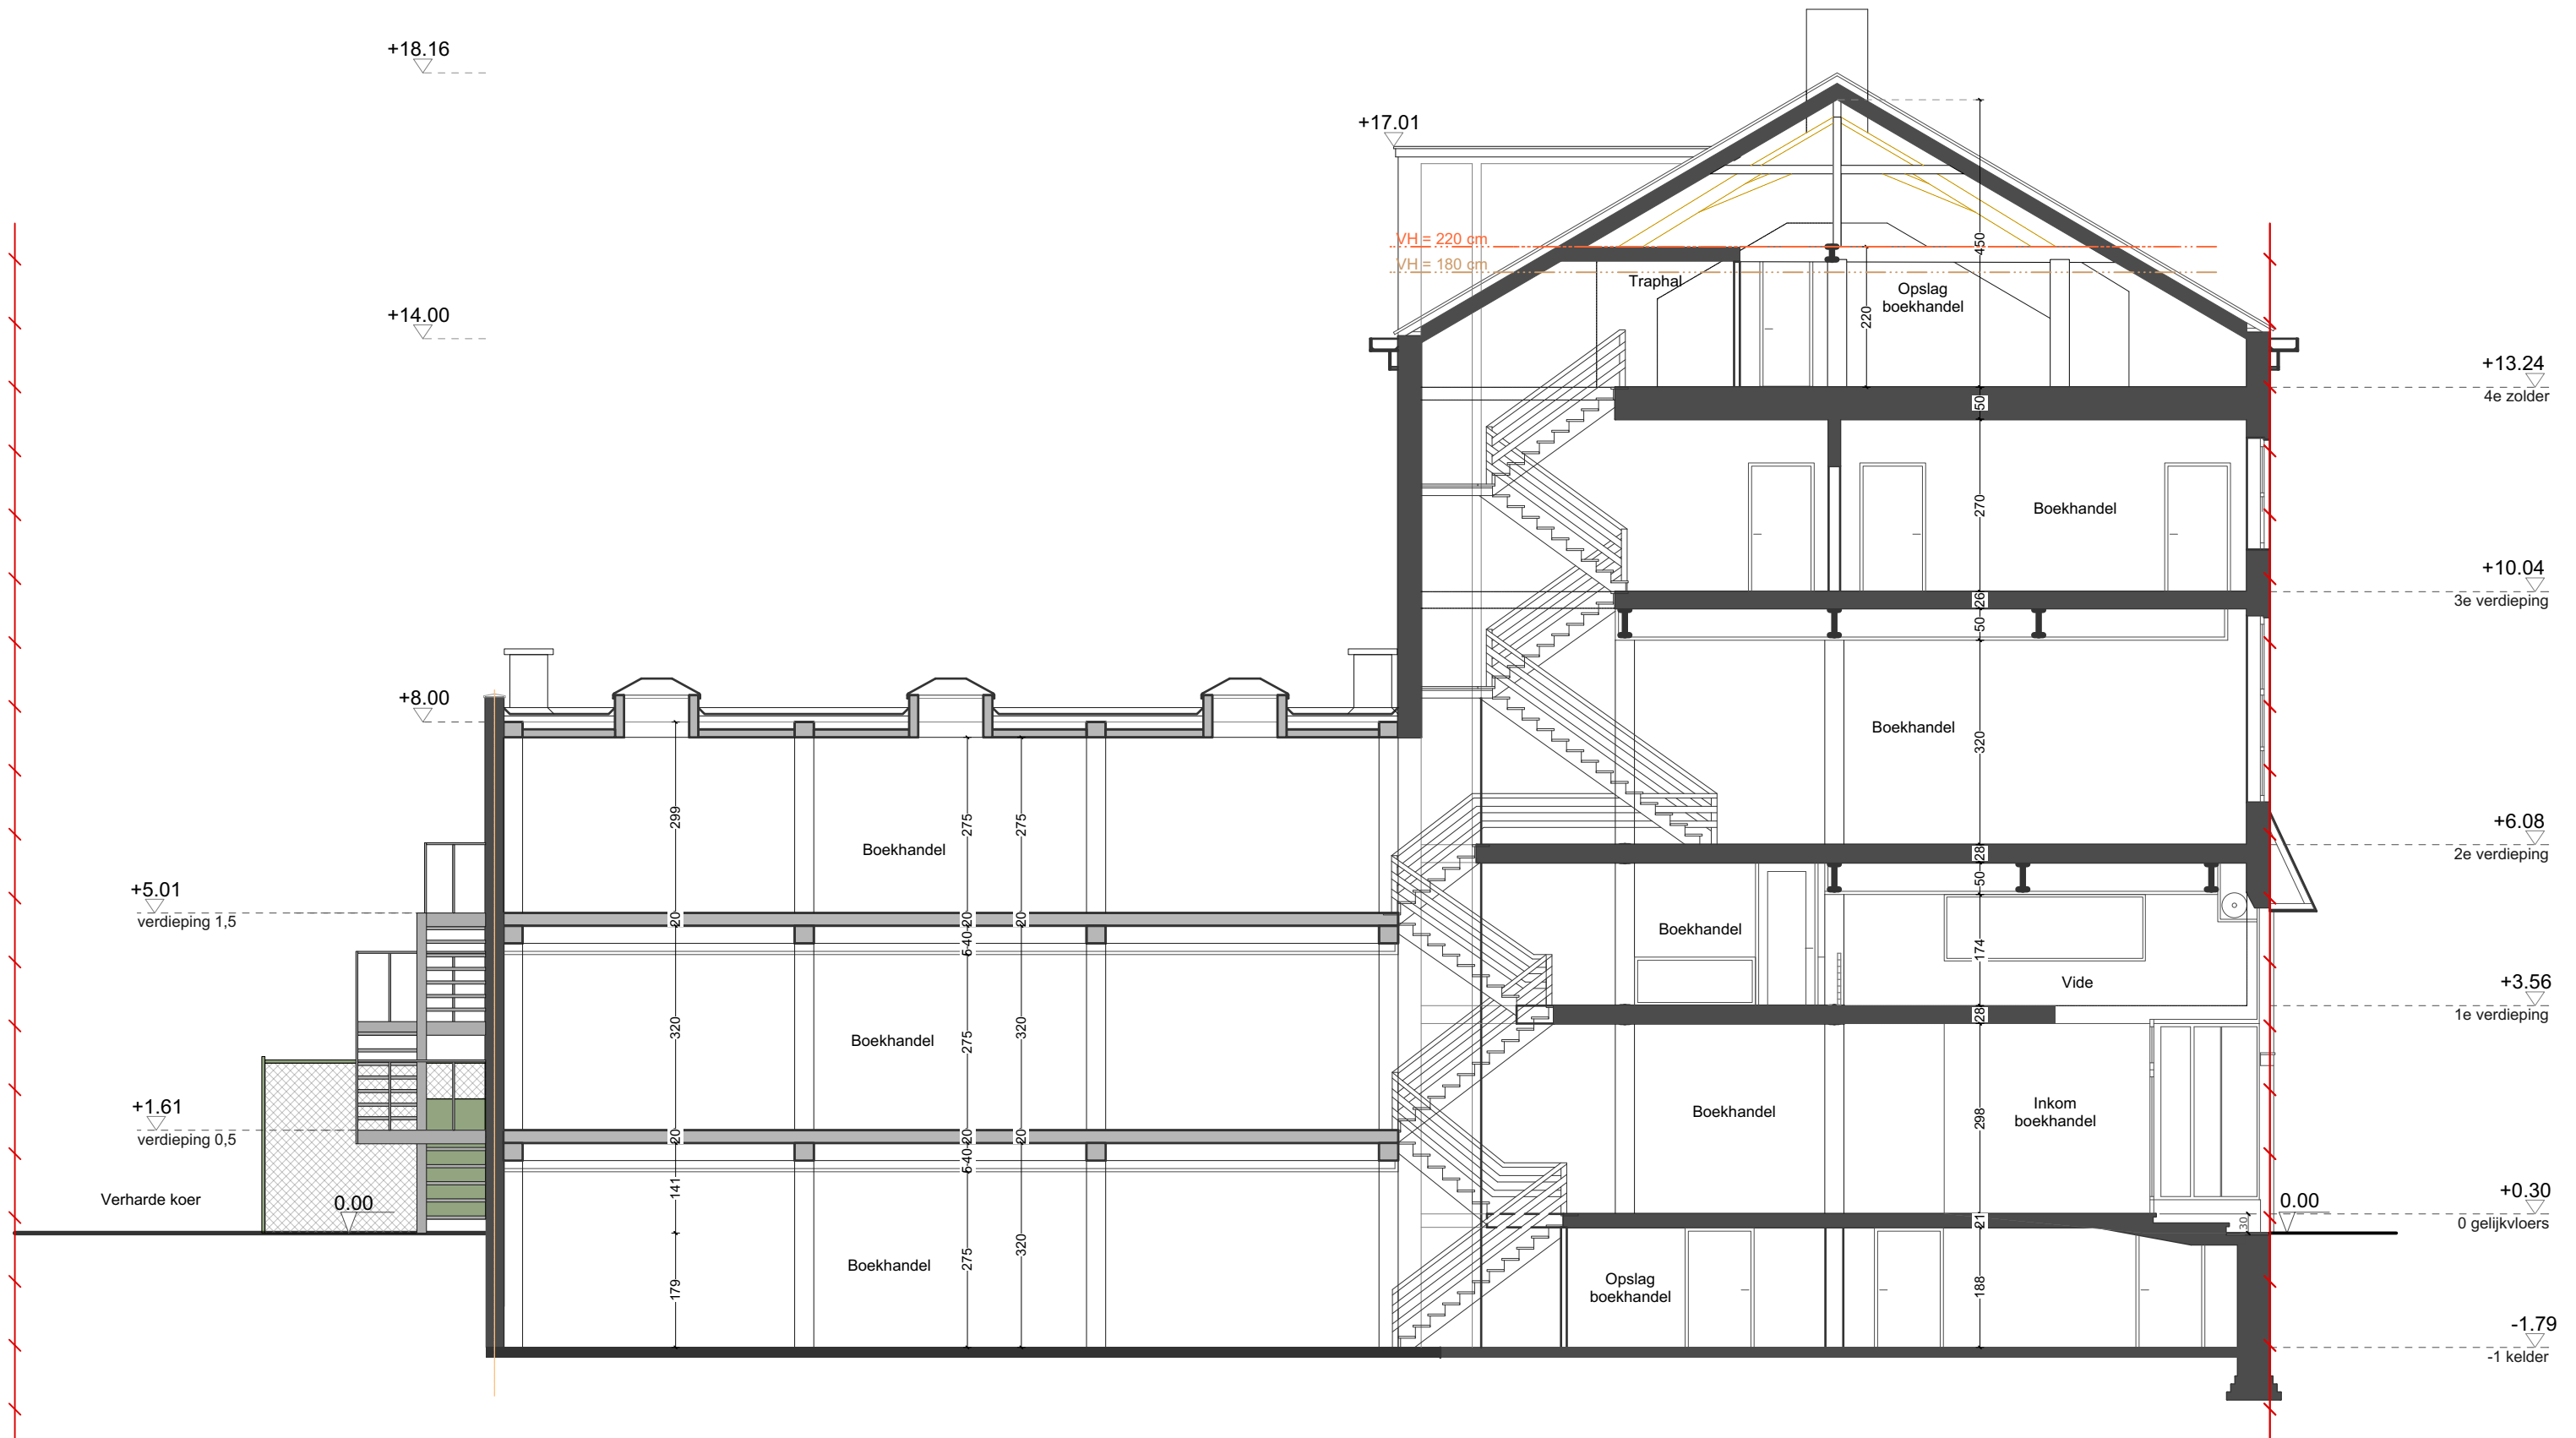 +18.16
+17.01
VH = 220 cm
VH = 180 cm
Traphal
Opslag
boekhandel
450
220
+14.00
+13.24
4e zolder
50
270
Boekhandel
+10.04
3e verdieping
26
50
+8.00
Boekhandel
320
299
275
275
Boekhandel
+6.08
2e verdieping
28
50
+5.01
verdieping 1,5
20
20
20
40
6
Boekhandel
174
Vide
+3.56
1e verdieping
28
320
275
320
Boekhandel
Boekhandel
298
Inkom
boekhandel
+1.61
verdieping 0,5
20
20
20
40
6
Verharde koer
0.00
141
+0.30
0 gelijkvloers
0.00
30
21
179
Boekhandel
275
320
Opslag
boekhandel
188
-1.79
-1 kelder